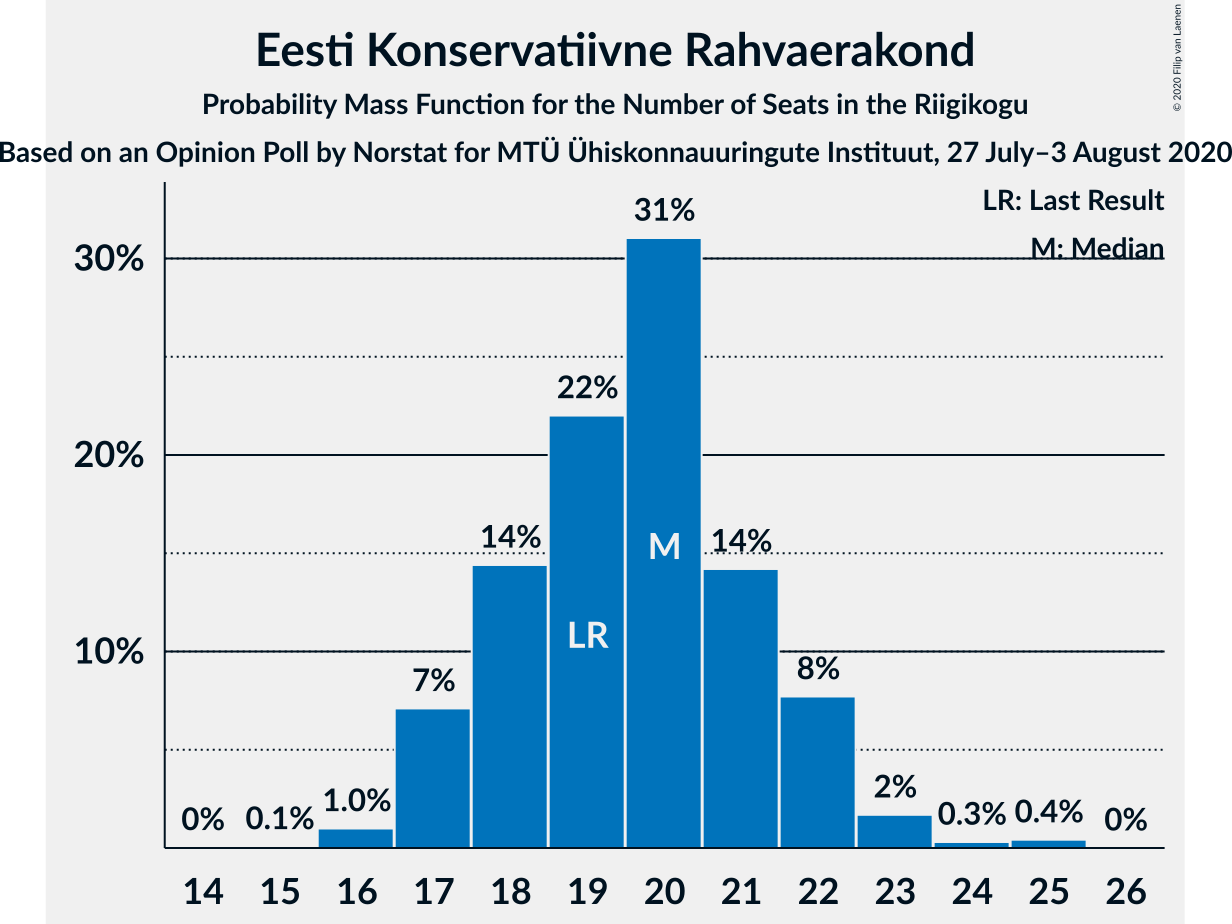 Eesti Konservatiivne Rahvaerakond
Probability Mass Function for the Number of Seats in the Riigikogu
Based on an Opinion Poll by Norstat for MTÜ Ühiskonnauuringute Instituut, 27 July–3 August 2020
© 2020 Filip van Laenen
LR: Last Result
M: Median
30%
20%
10%
0%
0.1%
1.0%
7%
14%
22%
31%
14%
8%
2%
0.3%
0.4%
0%
LR
M
14 15 16 17 18 19 20 21 22 23 24 25 26